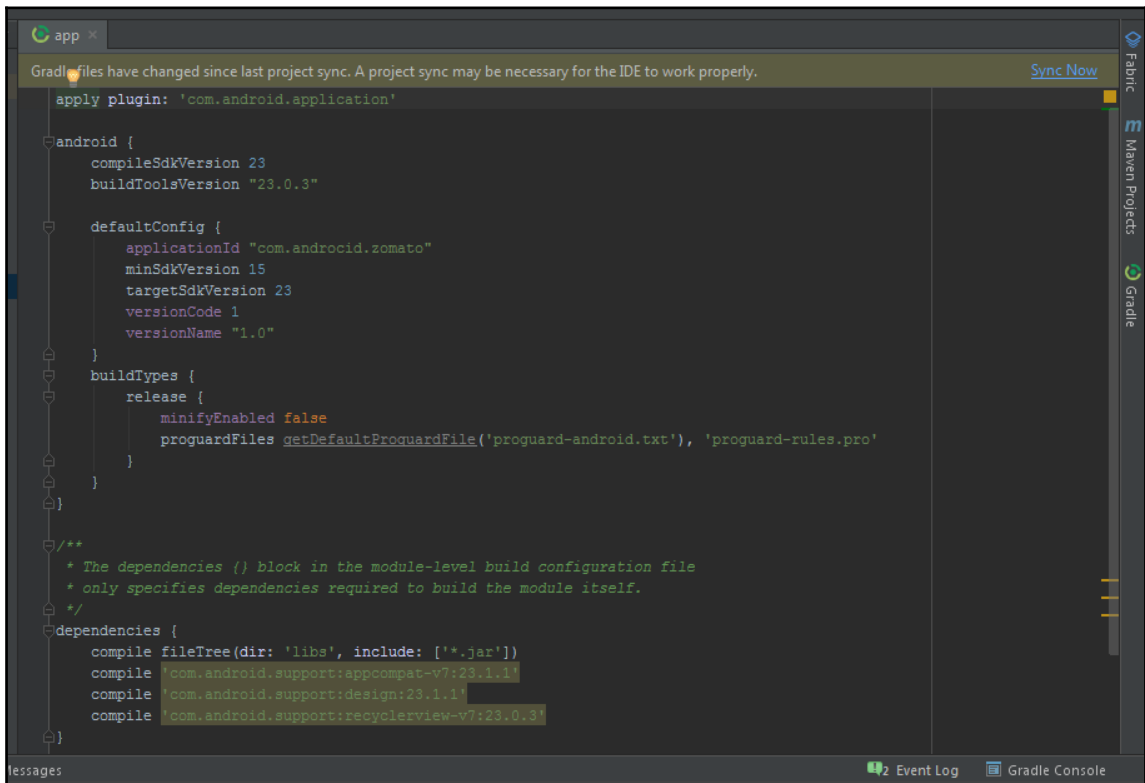 app
Gradle files have changed since last project sync. A project sync may be necessary for the IDE to work properly. Sync Now
apply plugin: 'com.android.application'
android {
compileSdkVersion 23
buildToolsVersion "23.0.3"
defaultConfig {
applicationId "com.androcid.zomato"
minSdkVersion 15
targetSdkVersion 23
versionCode 1
versionName "1.0"
}
buildTypes {
release {
minifyEnabled false
proguardFiles getDefaultProguardFile('proguard-android.txt'), 'proguard-rules.pro'
}
}
}
/**
* The dependencies {} block in the module-level build configuration file
* only specifies dependencies required to build the module itself.
*/
dependencies {
compile fileTree(dir: 'libs', include: ['*.jar'])
compile 'com.android.support:appcompat-v7:23.1.1'
compile 'com.android.support:design:23.1.1'
compile 'com.android.support:recyclerview-v7:23.0.3'
}
Fabric
m Maven Projects
Gradle
Messages
2 Event Log
Gradle Console